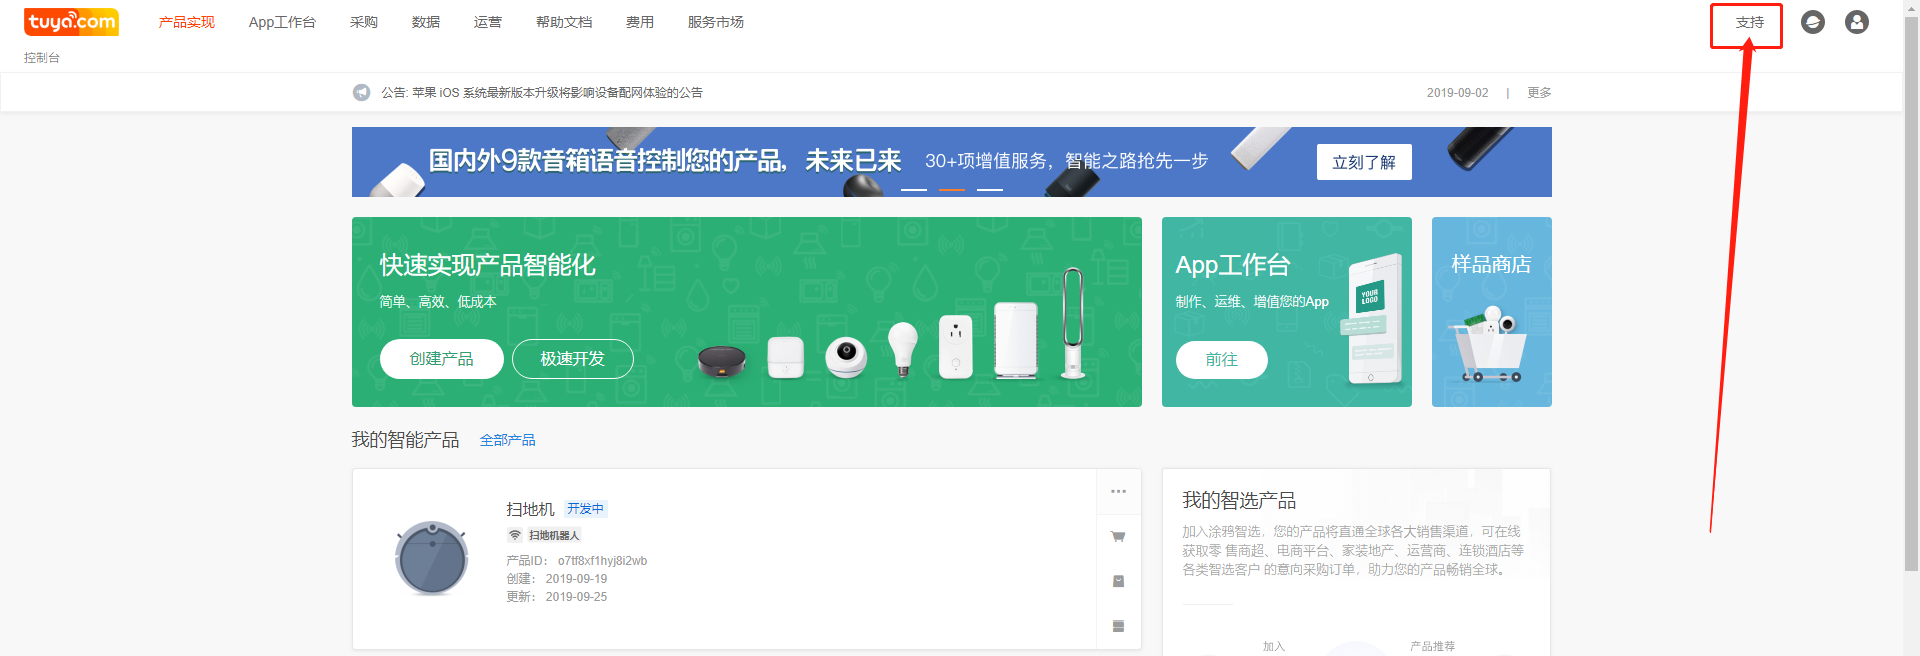 tuya.com
产品实现 App工作台 采购 数据 运营 帮助文档 费用 服务市场 支持
控制台
公告: 苹果 iOS 系统最新版本升级将影响设备配网体验的公告 2019-09-02 | 更多
国内外9款音箱语音控制您的产品，未来已来 30+项增值服务，智能之路抢先一步 立刻了解
快速实现产品智能化
简单、高效、低成本
创建产品 极速开发
App工作台
制作、运维、增值您的App
前往
YOUR
LOGO
样品商店
我的智能产品 全部产品
扫地机 开发中
扫地机器人
产品ID： o7tf8xf1hyj8i2wb
创建： 2019-09-19
更新： 2019-09-25
我的智选产品
加入涂鸦智选，您的产品将直通全球各大销售渠道，可在线
获取零 售商超、电商平台、家装地产、运营商、连锁酒店等
各类智选客户 的意向采购订单，助力您的产品畅销全球。
加入 产品推荐